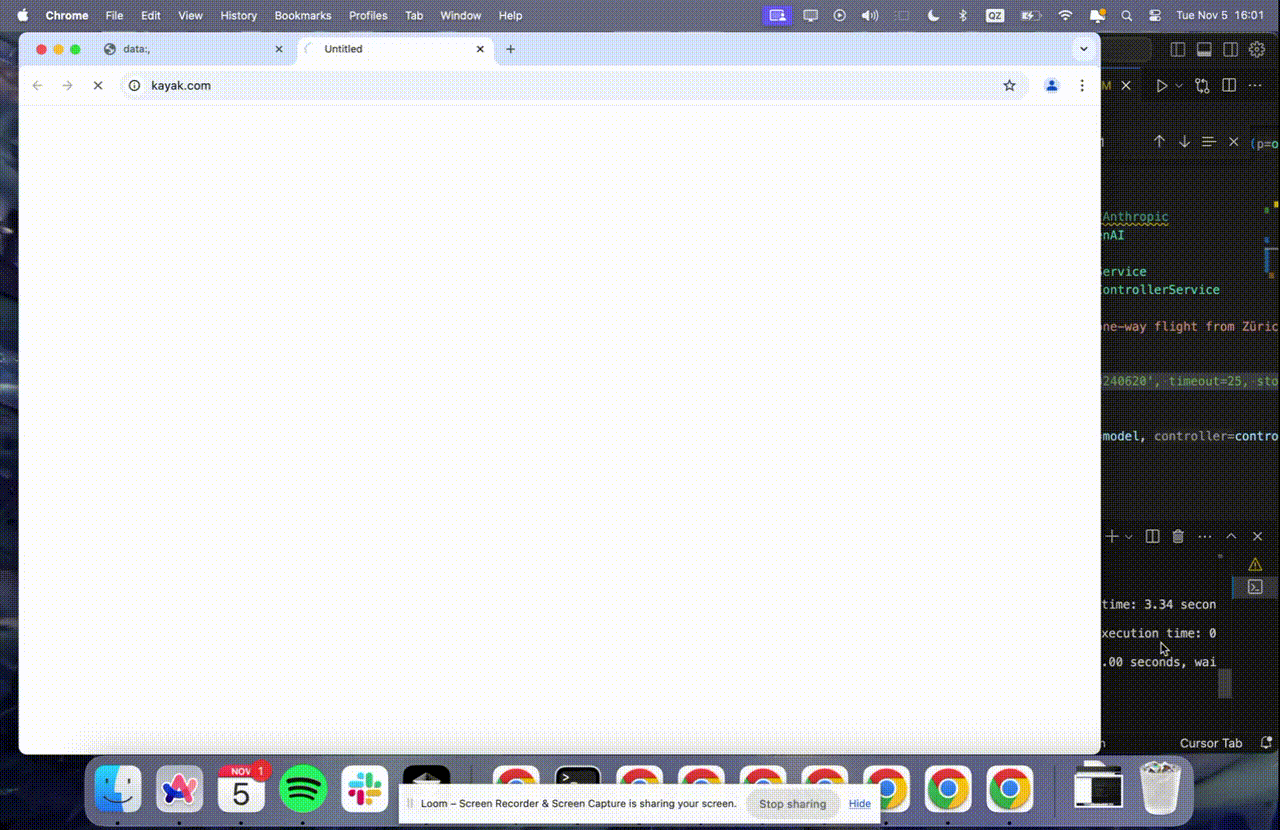 Chrome File Edit View History Bookmarks Profiles Tab Window Help QZ Tue Nov 5 16:01
data:, Untitled
kayak.com
M
(p=o
Anthropic
nAI
Service
ControllerService
one-way flight from Züric
240620', timeout=25, sto
model, controller=contro
time: 3.34 secon
xecution time: 0
.00 seconds, wai
Cursor Tab
NOV 1
5
Loom – Screen Recorder & Screen Capture is sharing your screen. Stop sharing Hide